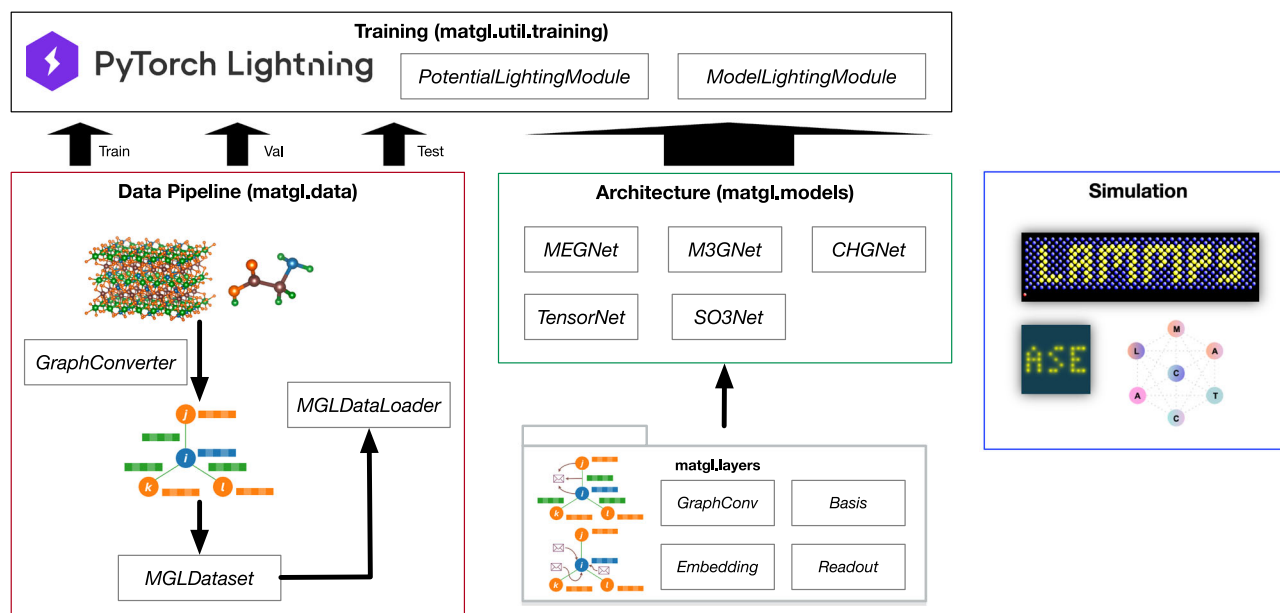 Training (matgl.util.training)
PyTorch Lightning
PotentialLightingModule
ModelLightingModule
Train
Val
Test
Data Pipeline (matgl.data)
GraphConverter
MGLDataLoader
j
i
k
l
MGLDataset
Architecture (matgl.models)
MEGNet
M3GNet
CHGNet
TensorNet
SO3Net
matgl.layers
j
i
k
l
j
i
k
l
GraphConv
Basis
Embedding
Readout
Simulation
LAMMPS
ASE
M
L
A
C
A
T
C